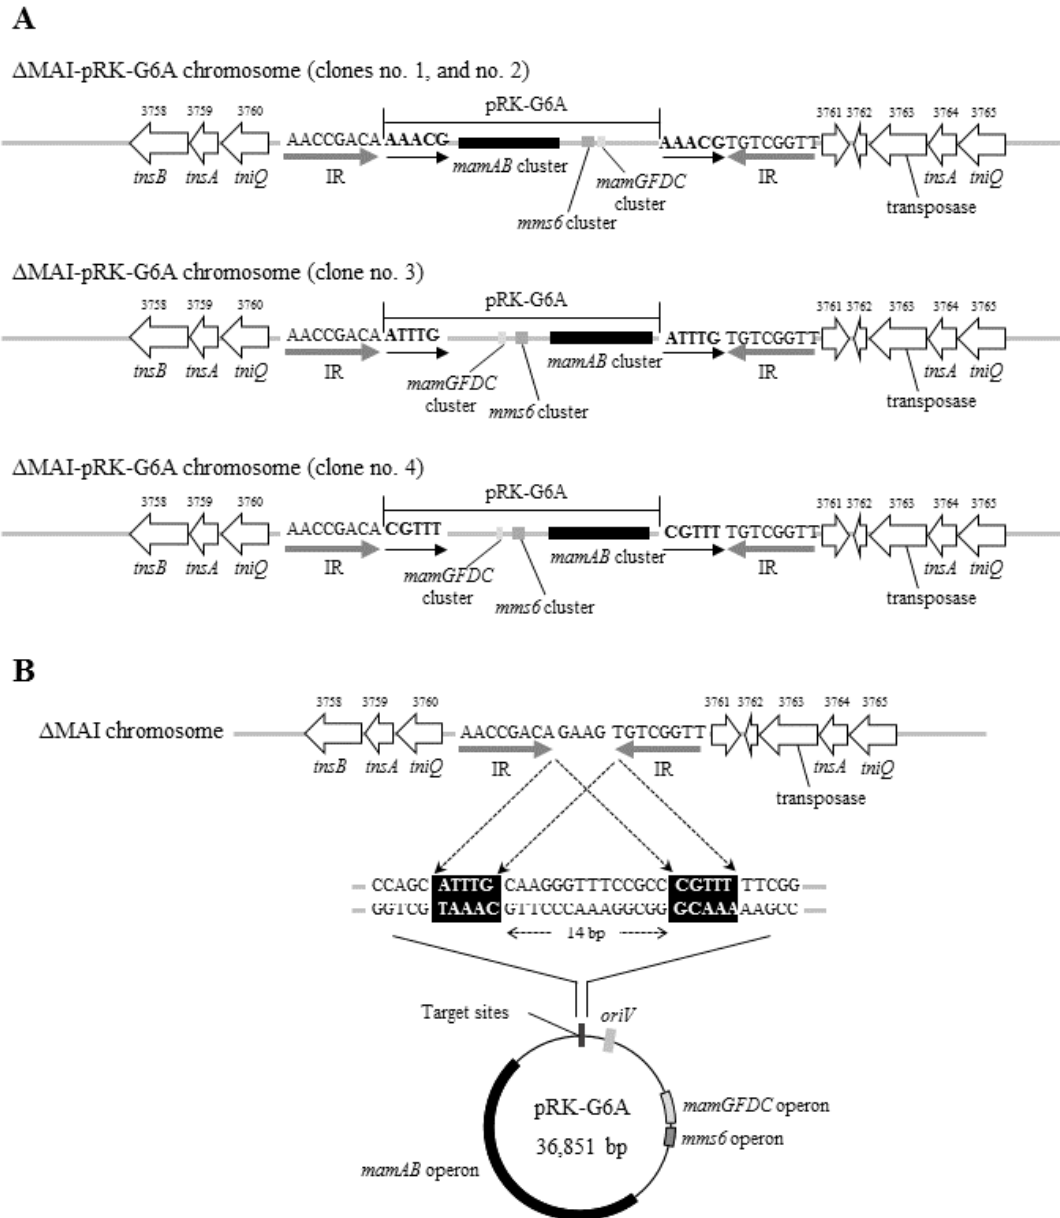 A
ΔMAI-pRK-G6A chromosome (clones no. 1, and no. 2)
pRK-G6A
3758 3759 3760 3761 3762 3763 3764 3765
AACCGACA AAACG AAACG TGTCGGTT
tnsB tnsA tniQ IR mamAB cluster mamGFDC cluster IR tnsA tniQ
mms6 cluster transposase
ΔMAI-pRK-G6A chromosome (clone no. 3)
pRK-G6A
3758 3759 3760 3761 3762 3763 3764 3765
AACCGACA ATTTG ATTTG TGTCGGTT
tnsB tnsA tniQ IR mamAB cluster IR tnsA tniQ
mamGFDC cluster mms6 cluster transposase
ΔMAI-pRK-G6A chromosome (clone no. 4)
pRK-G6A
3758 3759 3760 3761 3762 3763 3764 3765
AACCGACA CGTTT CGTTT TGTCGGTT
tnsB tnsA tniQ IR mamAB cluster IR tnsA tniQ
mamGFDC cluster mms6 cluster transposase
B
3758 3759 3760 3761 3762 3763 3764 3765
ΔMAI chromosome AACCGACA GAAG TGTCGGTT
tnsB tnsA tniQ IR IR tnsA tniQ
transposase
CCAGC ATTTG CAAGGGTTTCCGCC CGTTT TTCGG
GGTCG TAAAC GTTCCCAAAGGCGG GCAAA AAGCC
14 bp
Target sites oriV
pRK-G6A
36,851 bp
mamGFDC operon
mms6 operon
mamAB operon